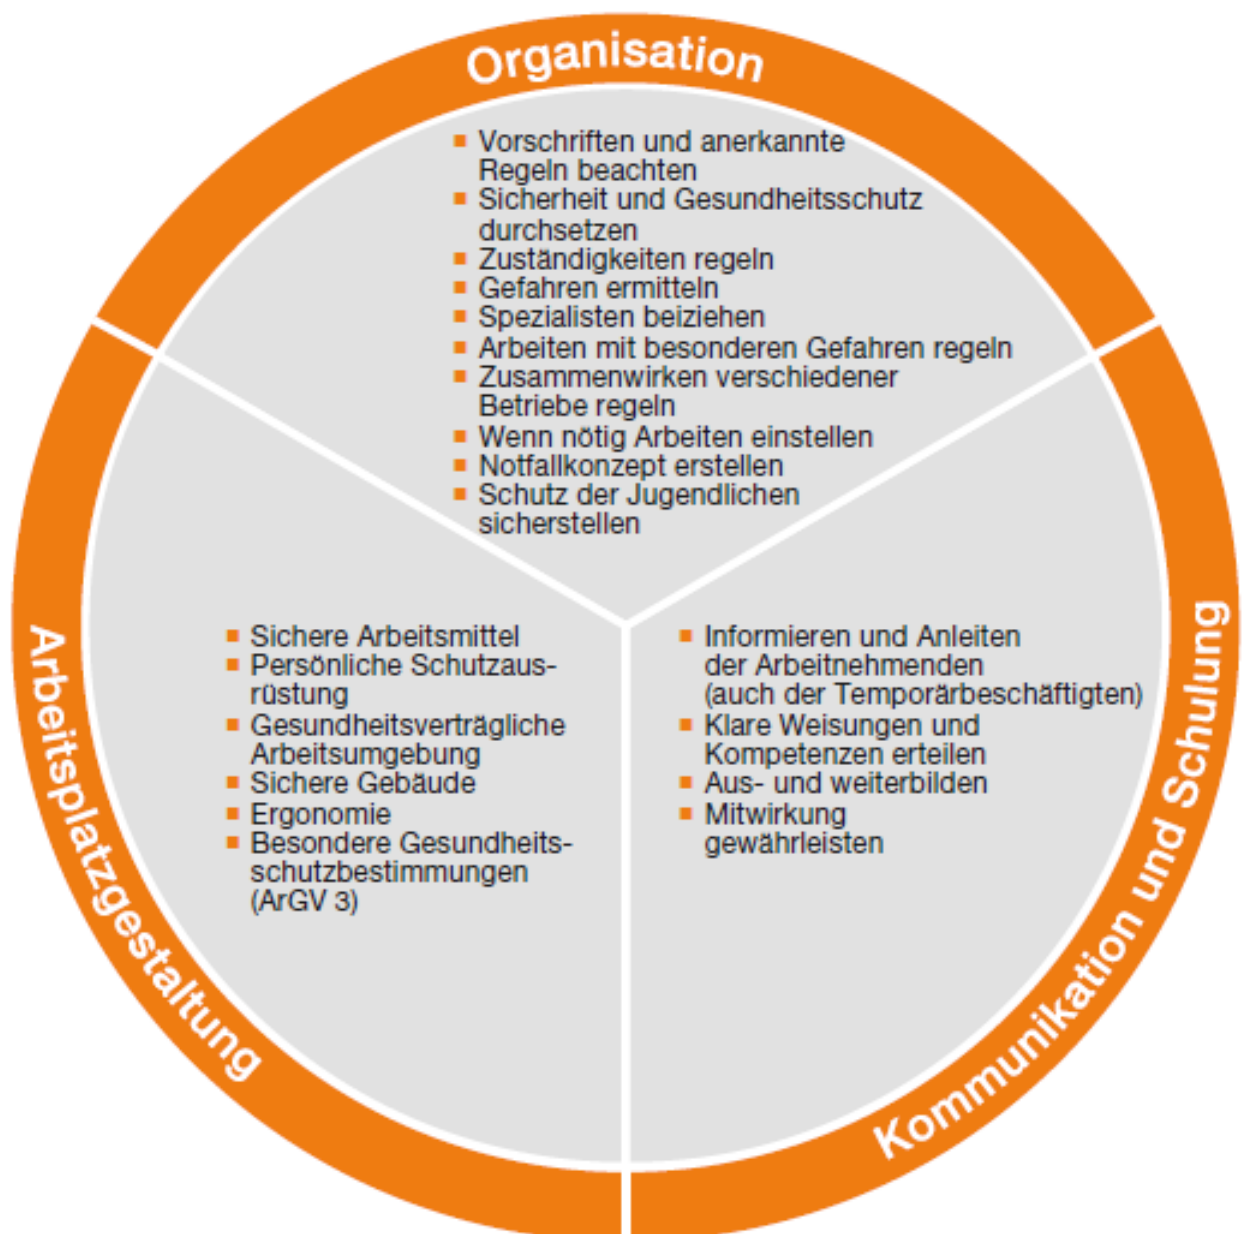 Organisation
▪ Vorschriften und anerkannte
Regeln beachten
▪ Sicherheit und Gesundheitsschutz
durchsetzen
▪ Zuständigkeiten regeln
▪ Gefahren ermitteln
▪ Spezialisten beiziehen
▪ Arbeiten mit besonderen Gefahren regeln
▪ Zusammenwirken verschiedener
Betriebe regeln
▪ Wenn nötig Arbeiten einstellen
▪ Notfallkonzept erstellen
▪ Schutz der Jugendlichen
sicherstellen
Arbeitsplatzgestaltung
▪ Sichere Arbeitsmittel
▪ Persönliche Schutzaus-
rüstung
▪ Gesundheitsverträgliche
Arbeitsumgebung
▪ Sichere Gebäude
▪ Ergonomie
▪ Besondere Gesundheits-
schutzbestimmungen
(ArGV 3)
Kommunikation und Schulung
▪ Informieren und Anleiten
der Arbeitnehmenden
(auch der Temporärbeschäftigten)
▪ Klare Weisungen und
Kompetenzen erteilen
▪ Aus- und weiterbilden
▪ Mitwirkung
gewährleisten